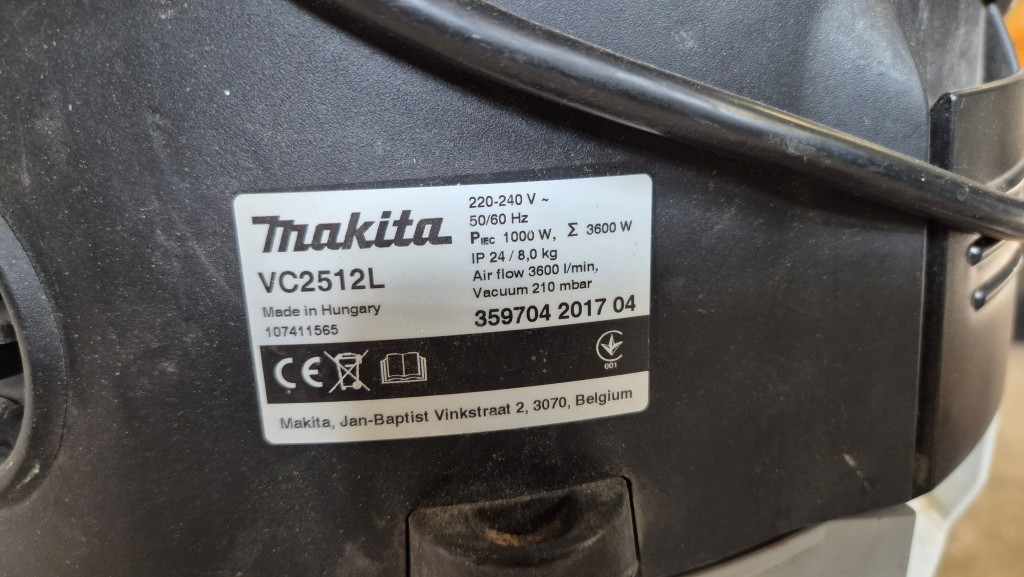 makita
VC2512L
Made in Hungary
107411565
220-240 V ~
50/60 Hz
PIEC 1000 W, Σ 3600 W
IP 24 / 8,0 kg
Air flow 3600 l/min,
Vacuum 210 mbar
359704 2017 04
CE
001
Makita, Jan-Baptist Vinkstraat 2, 3070, Belgium